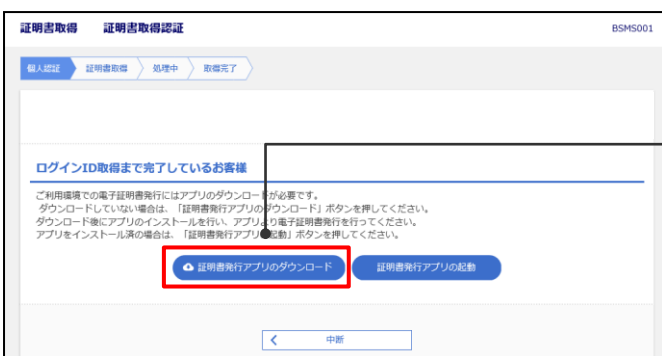 証明書取得 証明書取得認証 BSMS001
個人認証 証明書取得 処理中 取得完了
ログインID取得まで完了しているお客様
ご利用環境での電子証明書発行にはアプリのダウンロードが必要です。
ダウンロードしていない場合は、「証明書発行アプリのダウンロード」ボタンを押してください。
ダウンロード後にアプリのインストールを行い、アプリより電子証明書発行を行ってください。
アプリをインストール済の場合は、「証明書発行アプリの起動」ボタンを押してください。
証明書発行アプリのダウンロード 証明書発行アプリの起動
中断